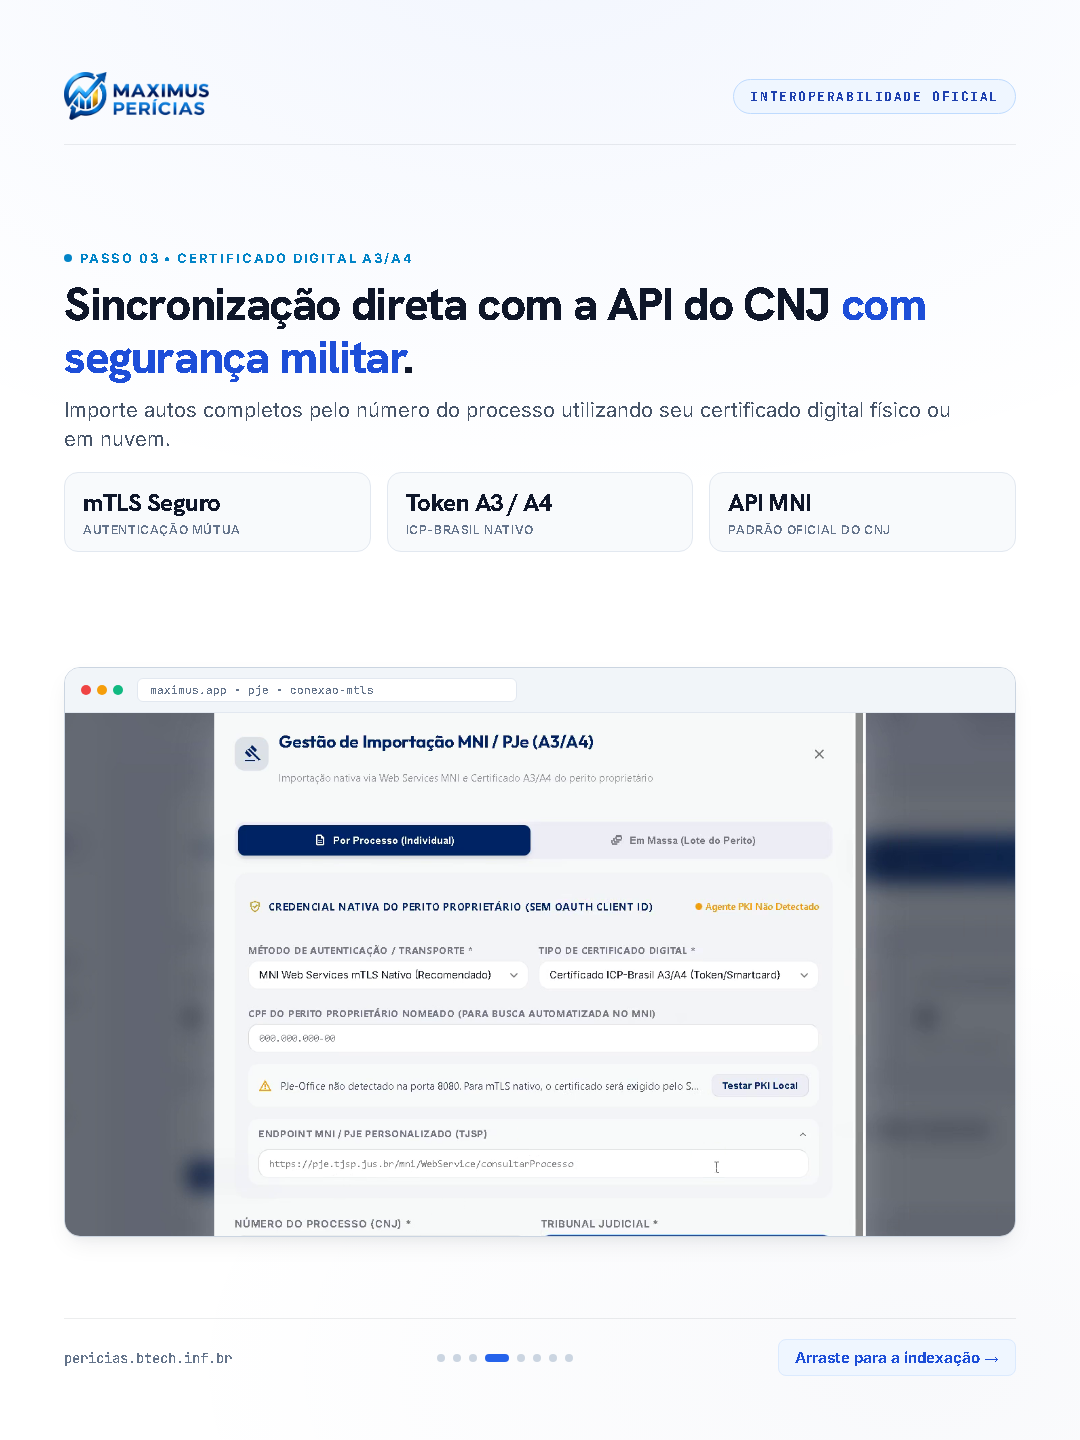 MAXIMUS
PERÍCIAS
INTEROPERABILIDADE OFICIAL
PASSO 03 • CERTIFICADO DIGITAL A3/A4
Sincronização direta com a API do CNJ com
segurança militar.
Importe autos completos pelo número do processo utilizando seu certificado digital físico ou
em nuvem.
mTLS Seguro
AUTENTICAÇÃO MÚTUA
Token A3 / A4
ICP-BRASIL NATIVO
API MNI
PADRÃO OFICIAL DO CNJ
maximus.app • pje • conexao-mtls
Gestão de Importação MNI / PJe (A3/A4)
Importação nativa via Web Services MNI e Certificado A3/A4 do perito proprietário
Por Processo (Individual)
Em Massa (Lote do Perito)
CREDENCIAL NATIVA DO PERITO PROPRIETÁRIO (SEM OAUTH CLIENT ID)
Agente PKI Não Detectado
MÉTODO DE AUTENTICAÇÃO / TRANSPORTE *
TIPO DE CERTIFICADO DIGITAL *
MNI Web Services mTLS Nativo (Recomendado)
Certificado ICP-Brasil A3/A4 (Token/Smartcard)
CPF DO PERITO PROPRIETÁRIO NOMEADO (PARA BUSCA AUTOMATIZADA NO MNI)
000.000.000-00
PJe-Office não detectado na porta 8080. Para mTLS nativo, o certificado será exigido pelo S...
Testar PKI Local
ENDPOINT MNI / PJE PERSONALIZADO (TJSP)
https://pje.tjsp.jus.br/mni/WebService/consultarProcesso
NÚMERO DO PROCESSO (CNJ) *
TRIBUNAL JUDICIAL *
pericias.btech.inf.br
Arraste para a indexação →